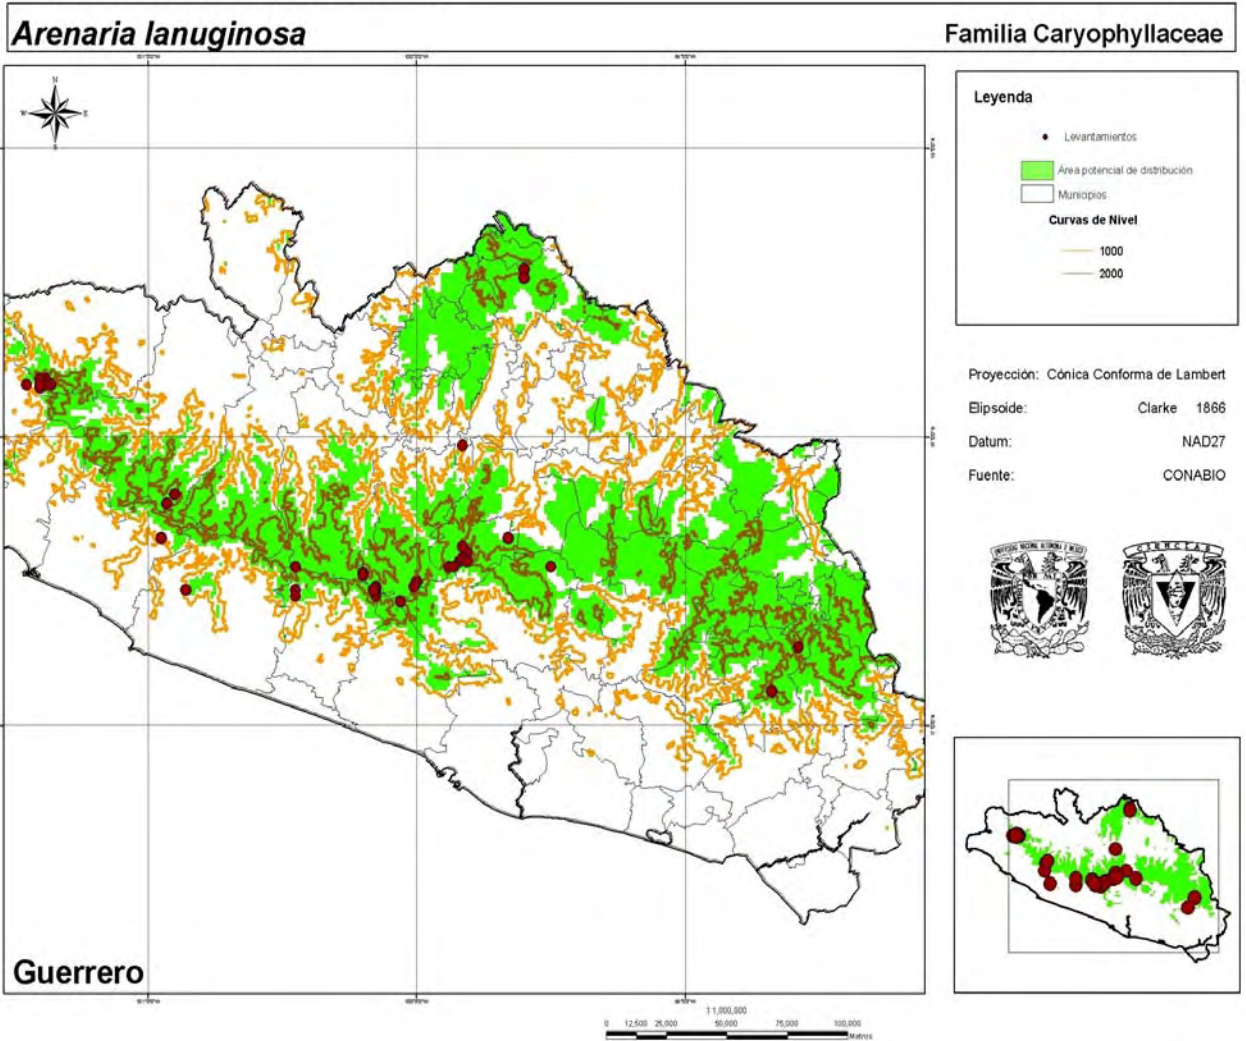 Arenaria lanuginosa
Familia Caryophyllaceae
N
W
E
S
Leyenda
Levantamientos
Área potencial de distribución
Municipios
Curvas de Nivel
1000
2000
Proyección: Cónica Conforma de Lambert
Elipsoide: Clarke 1866
Datum: NAD27
Fuente: CONABIO
Guerrero
1:1,000,000
0 12,500 25,000 50,000 75,000 100,000
Metros